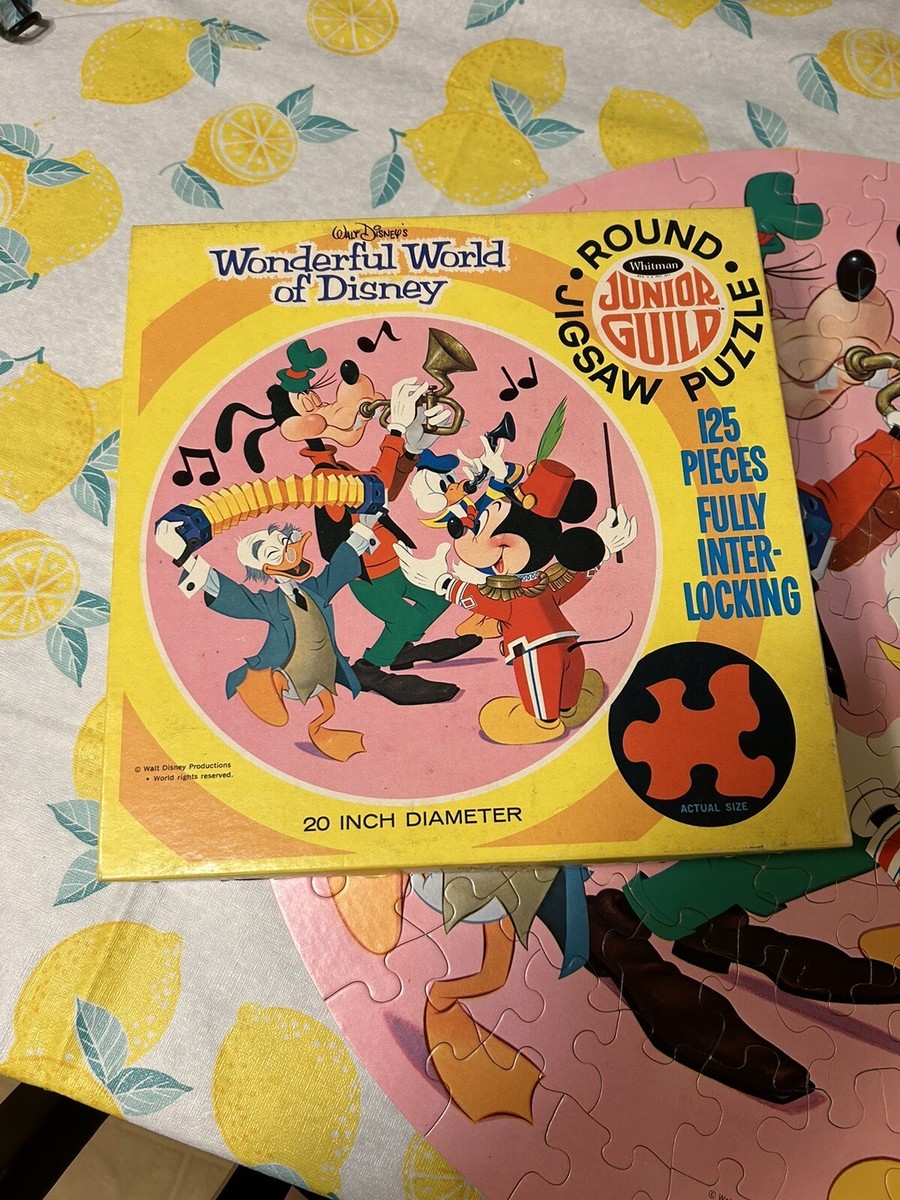 WALT DISNEY'S
Wonderful World
of Disney
• ROUND •
JIGSAW PUZZLE
Whitman
JUNIOR
GUILD
125
PIECES
FULLY
INTER-
LOCKING
© Walt Disney Productions
• World rights reserved.
20 INCH DIAMETER
ACTUAL SIZE